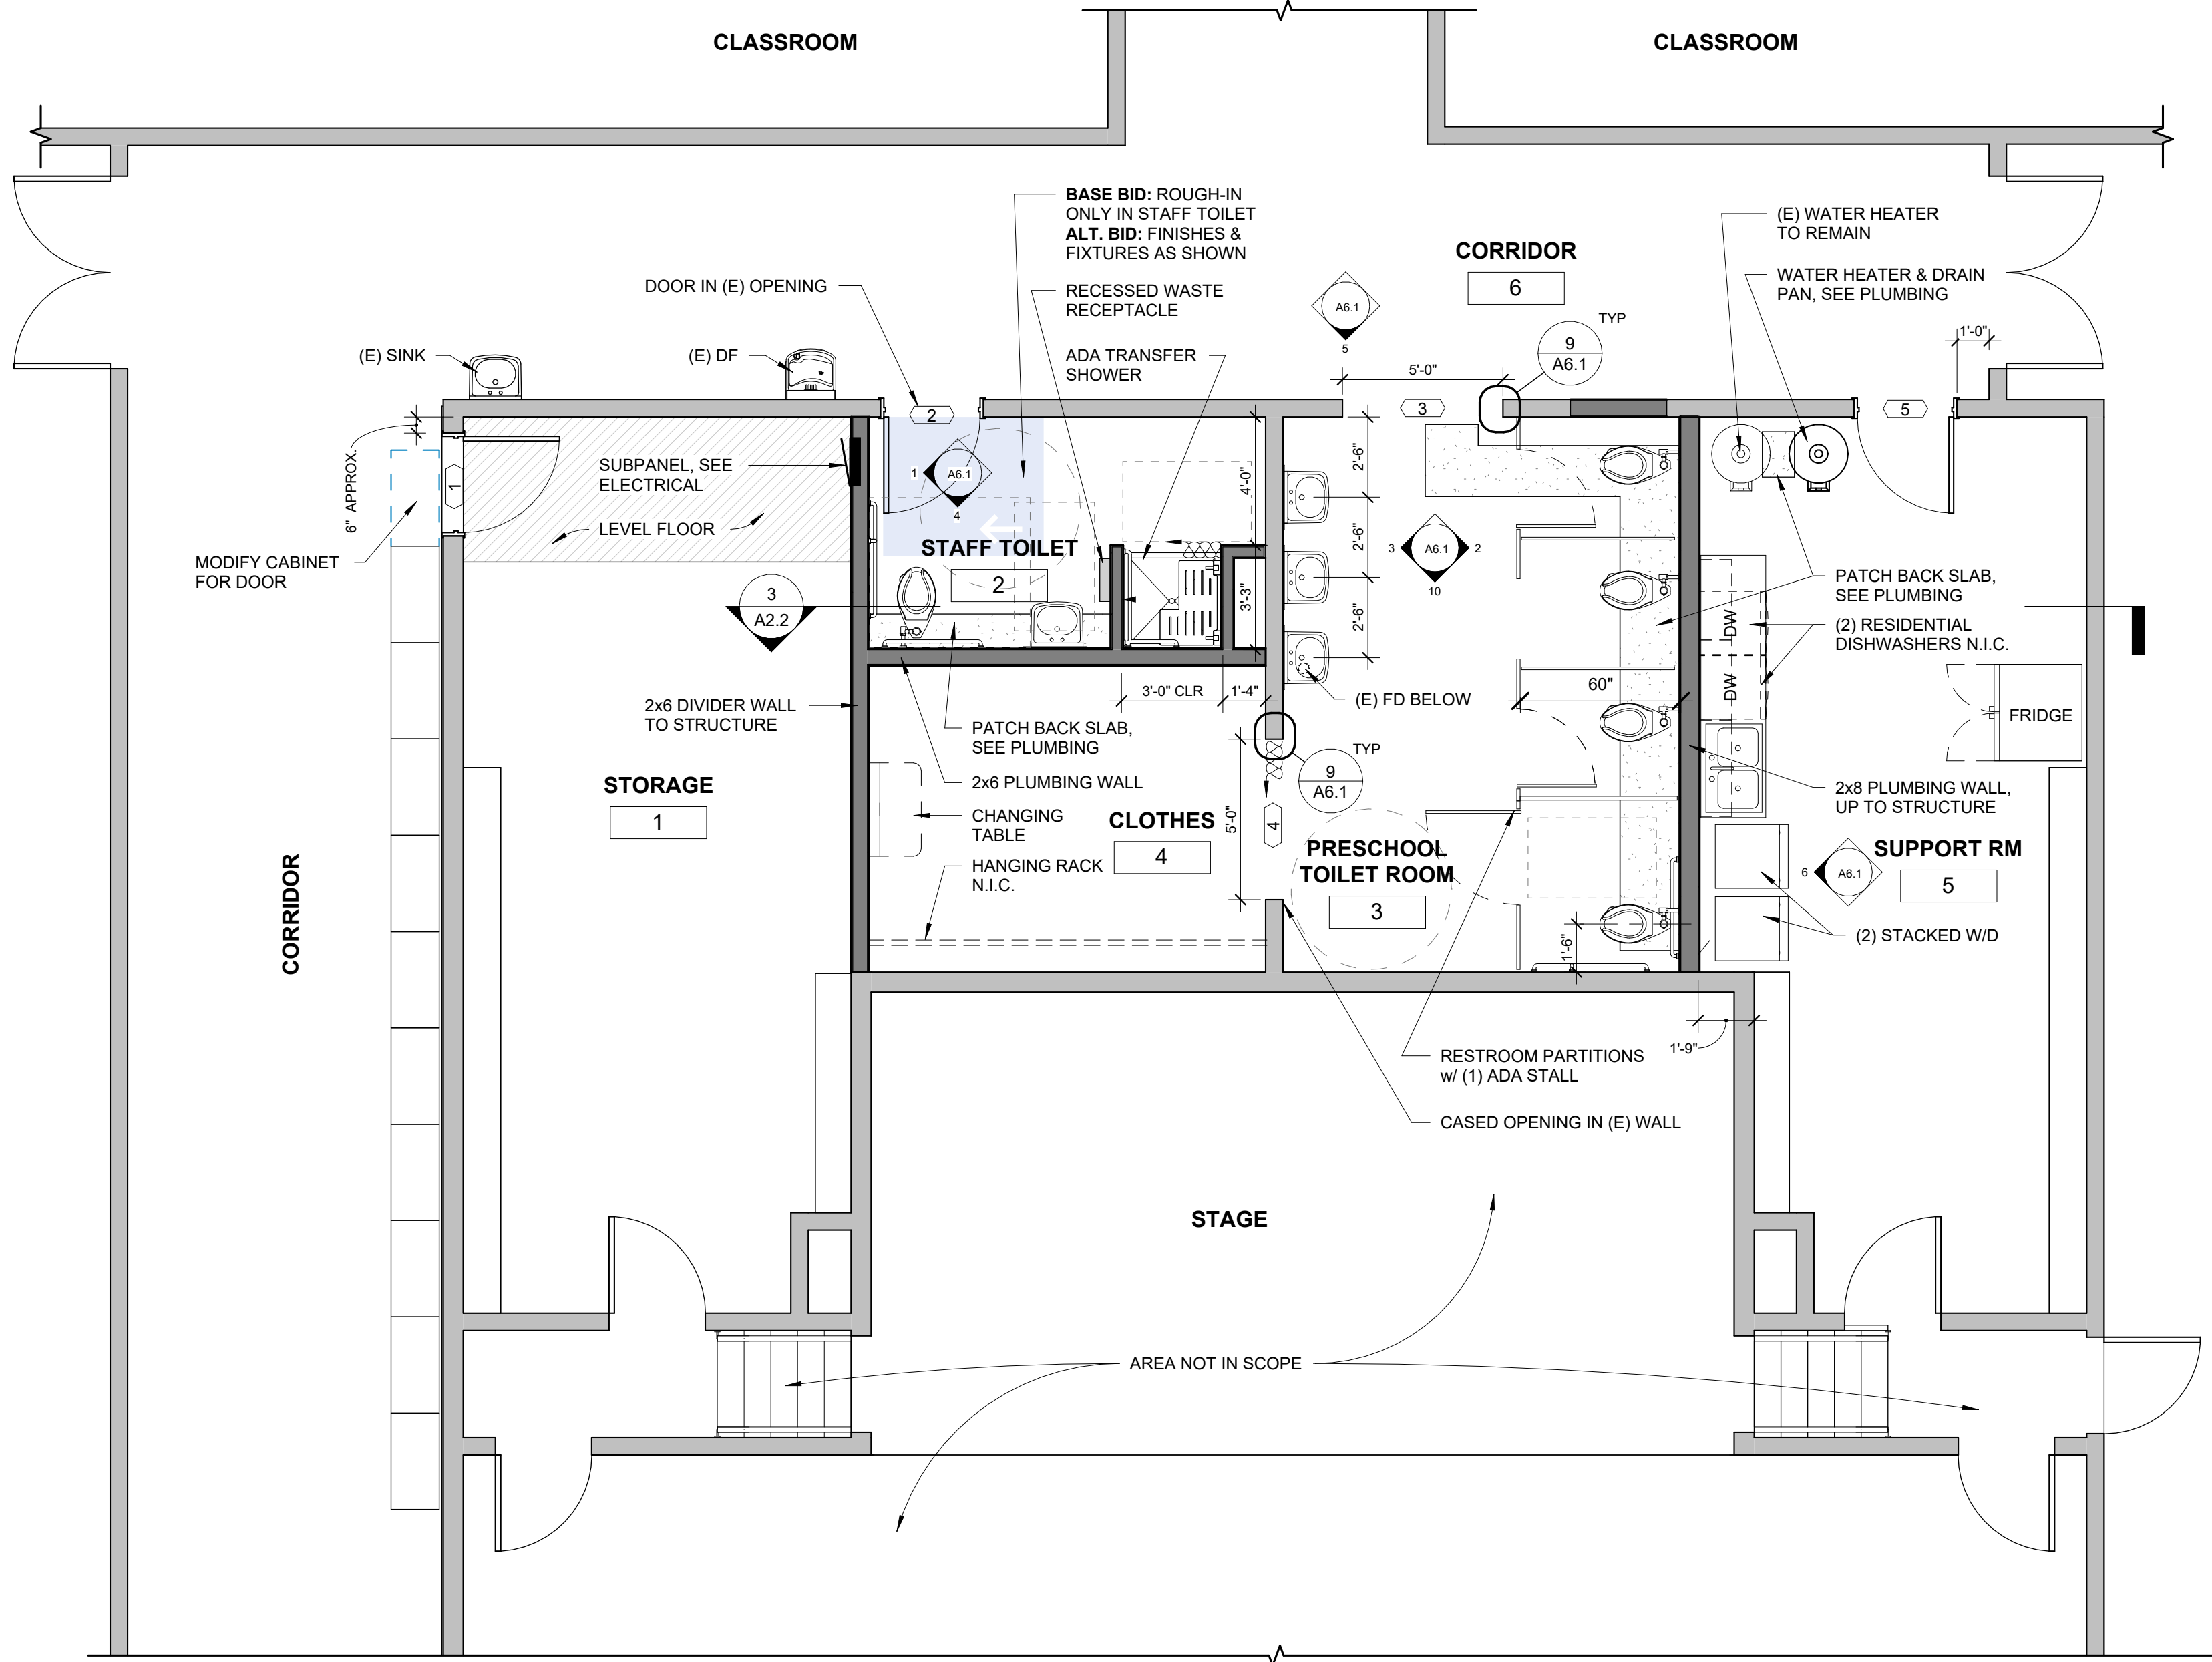 CLASSROOM
CLASSROOM
BASE BID: ROUGH-IN
ONLY IN STAFF TOILET
ALT. BID: FINISHES &
FIXTURES AS SHOWN
RECESSED WASTE
RECEPTACLE
ADA TRANSFER
SHOWER
DOOR IN (E) OPENING
(E) SINK
(E) DF
CORRIDOR
6
A6.1
5
TYP
9
A6.1
5'-0"
3
(E) WATER HEATER
TO REMAIN
WATER HEATER & DRAIN
PAN, SEE PLUMBING
1'-0"
5
2
6" APPROX.
1
MODIFY CABINET
FOR DOOR
SUBPANEL, SEE
ELECTRICAL
LEVEL FLOOR
1
A6.1
4
STAFF TOILET
2
3
A2.2
4'-0"
3'-3"
2'-6"
2'-6"
2'-6"
3
A6.1
2
10
(E) FD BELOW
60"
DW
DW
PATCH BACK SLAB,
SEE PLUMBING
(2) RESIDENTIAL
DISHWASHERS N.I.C.
FRIDGE
2x8 PLUMBING WALL,
UP TO STRUCTURE
SUPPORT RM
5
6
A6.1
(2) STACKED W/D
2x6 DIVIDER WALL
TO STRUCTURE
3'-0" CLR
1'-4"
PATCH BACK SLAB,
SEE PLUMBING
2x6 PLUMBING WALL
CHANGING
TABLE
HANGING RACK
N.I.C.
STORAGE
1
CLOTHES
4
5'-0"
4
TYP
9
A6.1
PRESCHOOL
TOILET ROOM
3
1'-6"
1'-9"
CORRIDOR
RESTROOM PARTITIONS
w/ (1) ADA STALL
CASED OPENING IN (E) WALL
STAGE
AREA NOT IN SCOPE